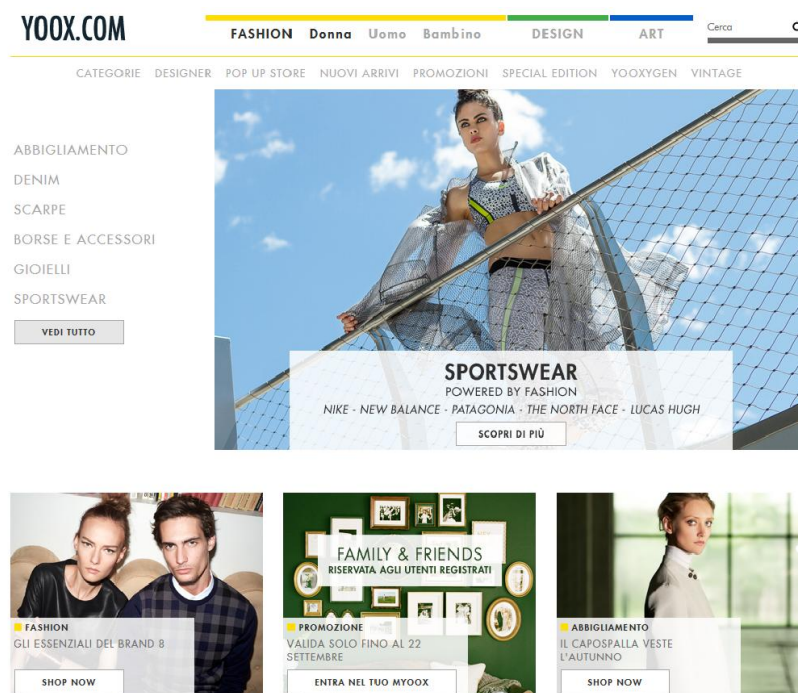 YOOX.COM
FASHION Donna Uomo Bambino DESIGN ART Cerca
CATEGORIE DESIGNER POP UP STORE NUOVI ARRIVI PROMOZIONI SPECIAL EDITION YOOXYGEN VINTAGE
ABBIGLIAMENTO
DENIM
SCARPE
BORSE E ACCESSORI
GIOIELLI
SPORTSWEAR
VEDI TUTTO
SPORTSWEAR
POWERED BY FASHION
NIKE - NEW BALANCE - PATAGONIA - THE NORTH FACE - LUCAS HUGH
SCOPRI DI PIÙ
FASHION
GLI ESSENZIALI DEL BRAND 8
SHOP NOW
FAMILY & FRIENDS
RISERVATA AGLI UTENTI REGISTRATI
PROMOZIONE
VALIDA SOLO FINO AL 22
SETTEMBRE
ENTRA NEL TUO MYOOX
ABBIGLIAMENTO
IL CAPOSPALLA VESTE
L'AUTUNNO
SHOP NOW